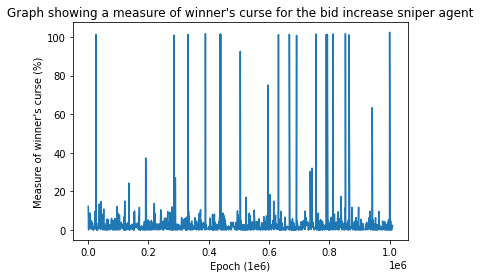 Graph showing a measure of winner's curse for the bid increase sniper agent
Measure of winner's curse (%)
100
80
60
40
20
0
0.0 0.2 0.4 0.6 0.8 1.0
1e6
Epoch (1e6)